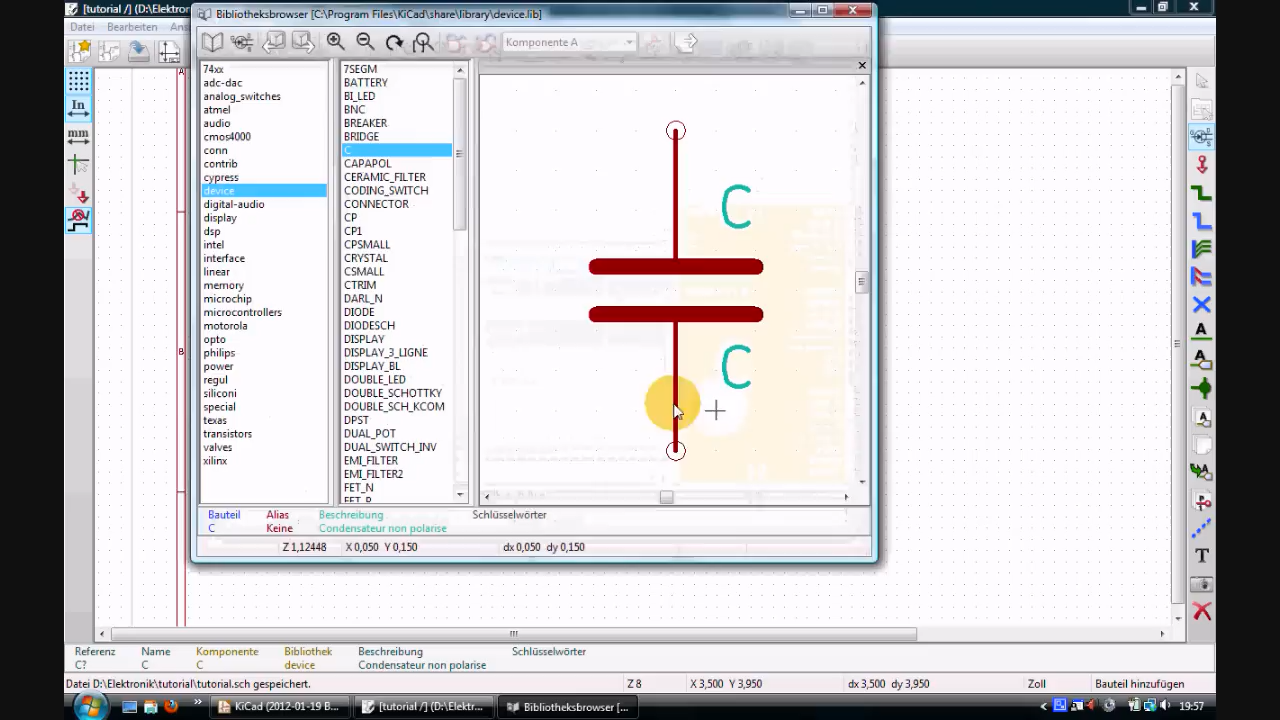 [tutorial /] (D:\Elektro
Bibliotheksbrowser [C:\Program Files\KiCad\share\library\device.lib]
Datei Bearbeiten
Komponente A
74xx
adc-dac
analog_switches
atmel
audio
cmos4000
conn
contrib
cypress
device
digital-audio
display
dsp
intel
interface
linear
memory
microchip
microcontrollers
motorola
opto
philips
power
regul
siliconi
special
texas
transistors
valves
xilinx
7SEGM
BATTERY
BI_LED
BNC
BREAKER
BRIDGE
C
CAPAPOL
CERAMIC_FILTER
CODING_SWITCH
CONNECTOR
CP
CP1
CPSMALL
CRYSTAL
CSMALL
CTRIM
DARL_N
DIODE
DIODESCH
DISPLAY
DISPLAY_3_LIGNE
DISPLAY_BL
DOUBLE_LED
DOUBLE_SCHOTTKY
DOUBLE_SCH_KCOM
DPST
DUAL_POT
DUAL_SWITCH_INV
EMI_FILTER
EMI_FILTER2
FET_N
C
C
In
mm
A
B
A
T
Bauteil Alias Beschreibung Schlüsselwörter
C Keine Condensateur non polarise
Z 1,12448 X 0,050 Y 0,150 dx 0,050 dy 0,150
Referenz Name Komponente Bibliothek Beschreibung Schlüsselwörter
C? C C device Condensateur non polarise
Datei D:\Elektronik\tutorial\tutorial.sch gespeichert. Z 8 X 3,500 Y 3,950 dx 3,500 dy 3,950 Zoll Bauteil hinzufügen
KiCad (2012-01-19 B... [tutorial /] (D:\Elektr... Bibliotheksbrowser [... 19:57